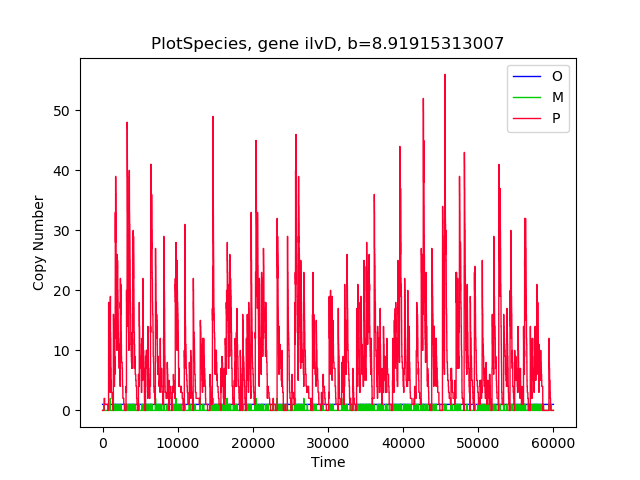 PlotSpecies, gene ilvD, b=8.91915313007
O
M
P
Copy Number
50
40
30
20
10
0
0 10000 20000 30000 40000 50000 60000
Time